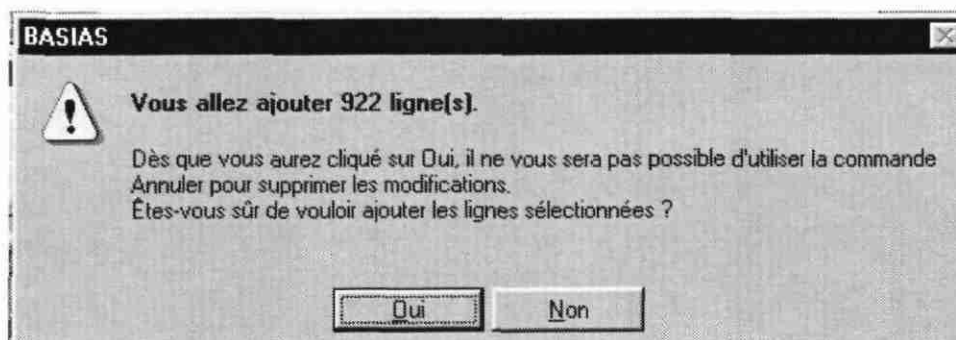 BASIAS
Vous allez ajouter 922 ligne(s).
Dès que vous aurez cliqué sur Oui, il ne vous sera pas possible d'utiliser la commande
Annuler pour supprimer les modifications.
Êtes-vous sûr de vouloir ajouter les lignes sélectionnées ?
Oui
Non